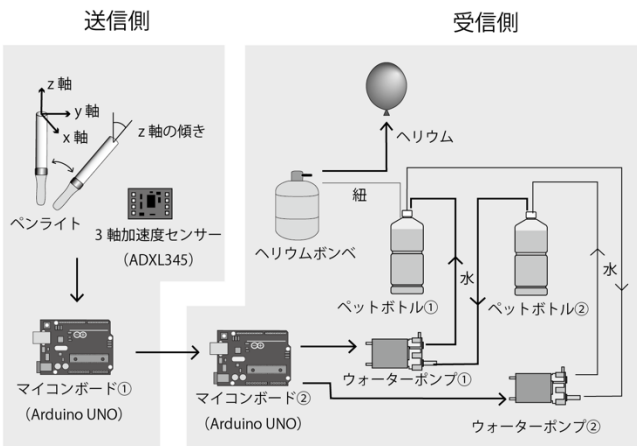 送信側
受信側
z 軸
y 軸
x 軸
z 軸の傾き
ペンライト
3 軸加速度センサー
（ADXL345）
ヘリウム
紐
ヘリウムボンベ
水
水
ペットボトル①
ペットボトル②
マイコンボード①
（Arduino UNO）
マイコンボード②
（Arduino UNO）
ウォーターポンプ①
ウォーターポンプ②